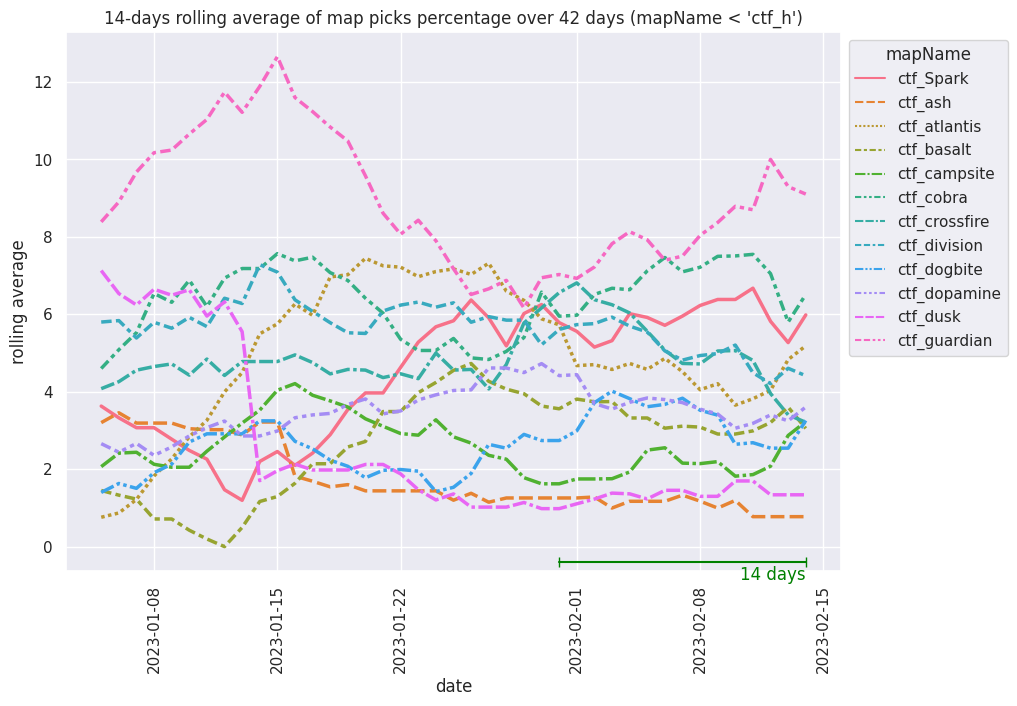 14-days rolling average of map picks percentage over 42 days (mapName < 'ctf_h')
mapName
ctf_Spark
ctf_ash
ctf_atlantis
ctf_basalt
ctf_campsite
ctf_cobra
ctf_crossfire
ctf_division
ctf_dogbite
ctf_dopamine
ctf_dusk
ctf_guardian
rolling average
12
10
8
6
4
2
0
14 days
2023-01-08
2023-01-15
2023-01-22
2023-02-01
2023-02-08
2023-02-15
date